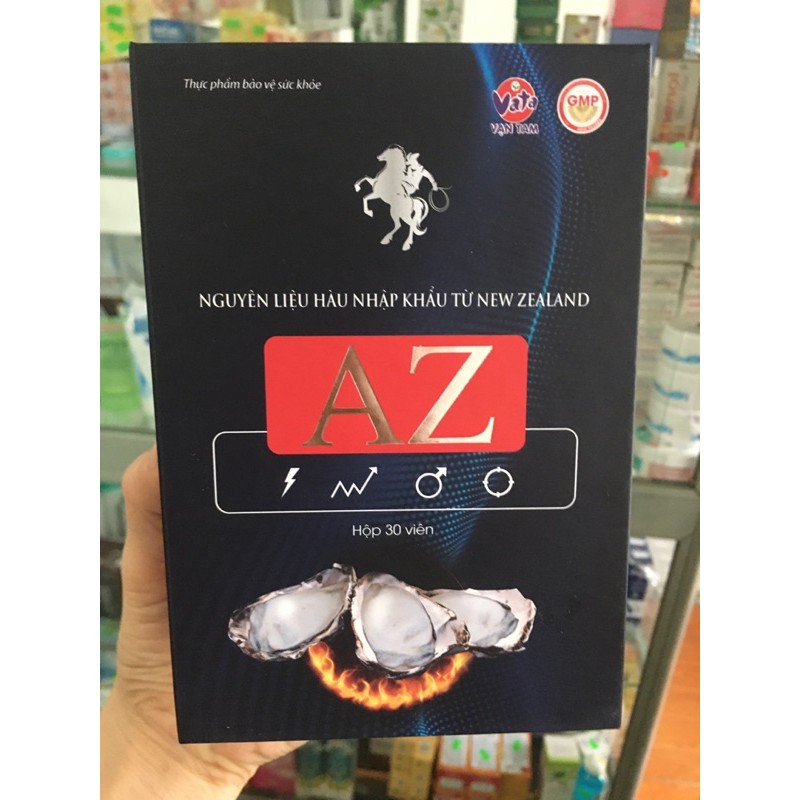 Thực phẩm bảo vệ sức khỏe
Vata
VẠN TAM
GMP
NGUYÊN LIỆU HÀU NHẬP KHẨU TỪ NEW ZEALAND
AZ
Hộp 30 viên